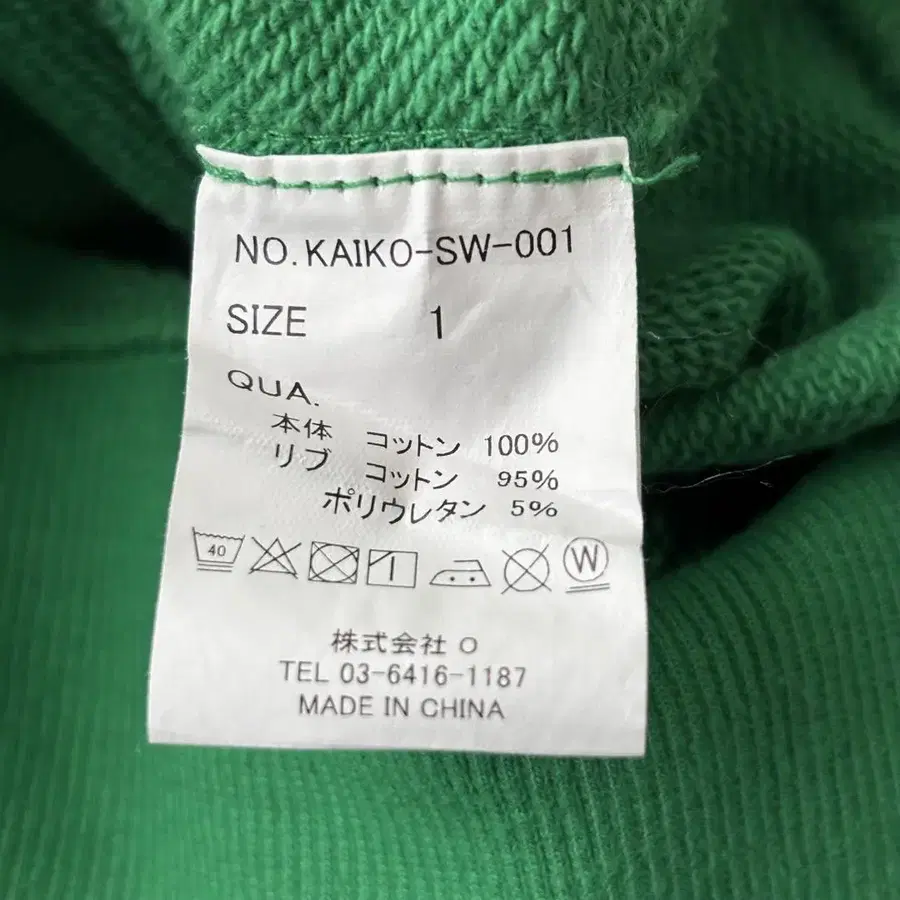 NO.KAIKO-SW-001
SIZE 1
QUA.
本体 コットン 100%
リブ コットン 95%
ポリウレタン 5%
40 W
株式会社 O
TEL 03-6416-1187
MADE IN CHINA